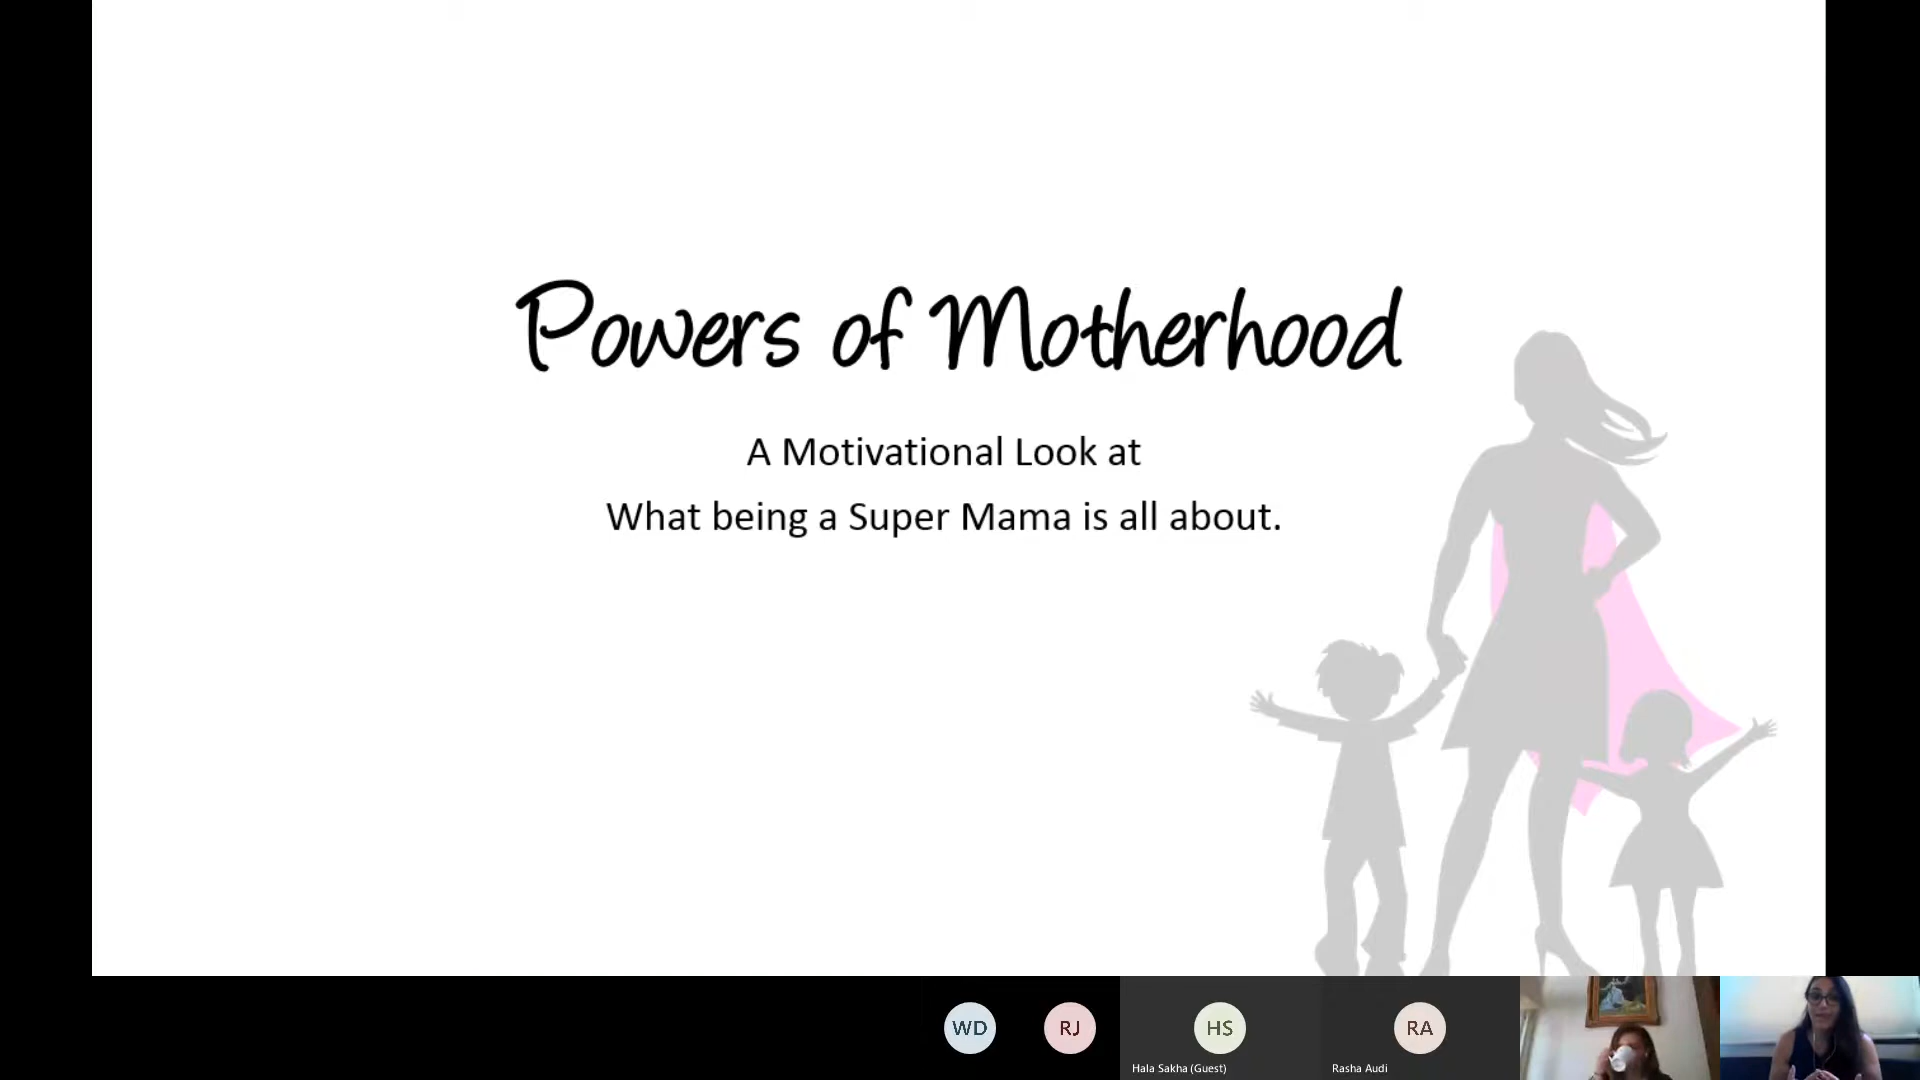 Powers of Motherhood
A Motivational Look at
What being a Super Mama is all about.
WD
RJ
HS
RA
Hala Sakha (Guest)
Rasha Audi